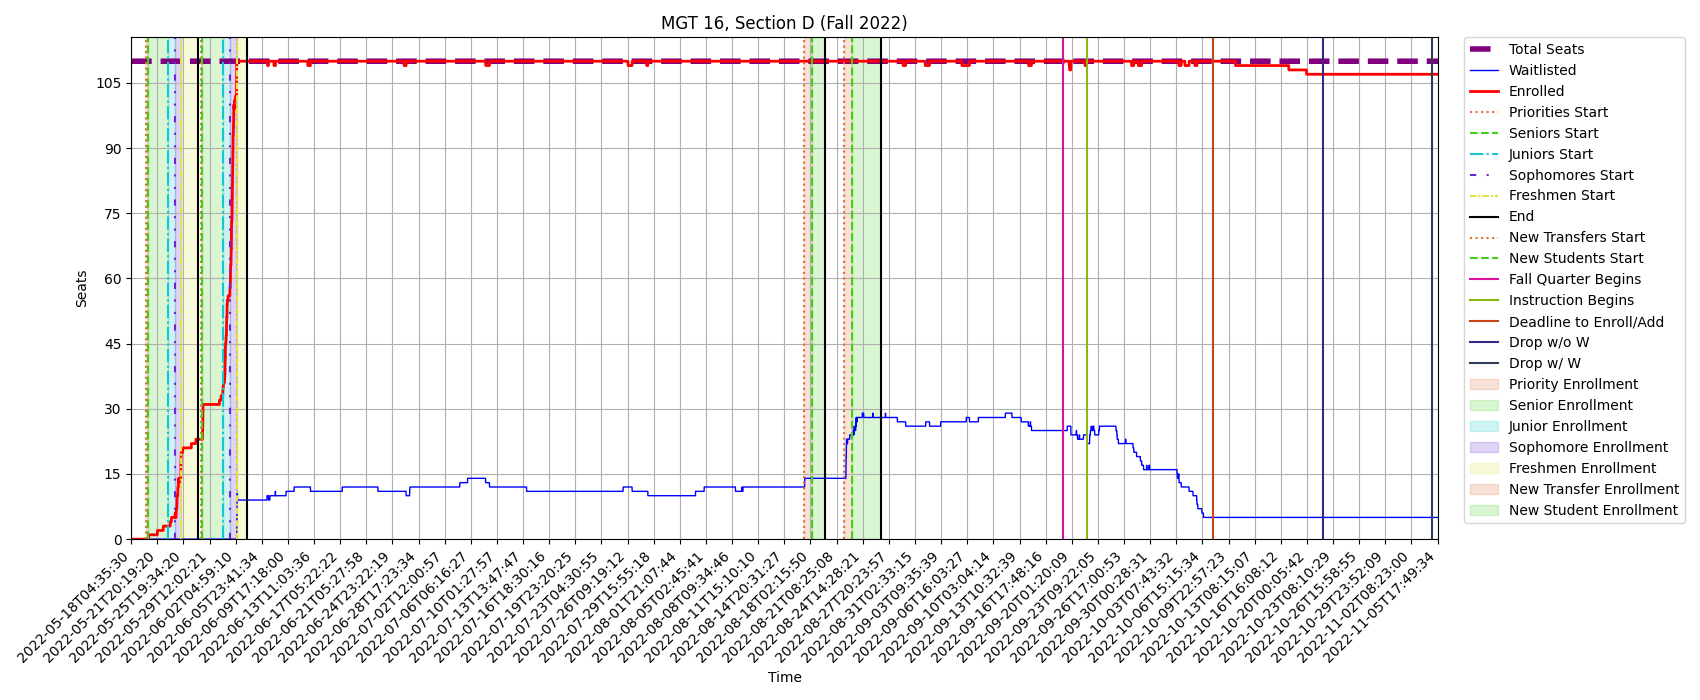 MGT 16, Section D (Fall 2022)
Seats
105
90
75
60
45
30
15
0
2022-05-18T04:35:30
2022-05-21T20:19:20
2022-05-25T19:34:20
2022-05-29T12:02:21
2022-06-02T04:59:10
2022-06-05T23:41:34
2022-06-09T17:18:00
2022-06-13T11:03:36
2022-06-17T05:22:22
2022-06-21T05:27:58
2022-06-24T23:22:19
2022-06-28T17:23:34
2022-07-02T12:00:57
2022-07-06T06:16:27
2022-07-10T01:27:57
2022-07-13T13:47:47
2022-07-16T18:30:16
2022-07-19T23:20:25
2022-07-23T04:30:55
2022-07-26T09:19:12
2022-07-29T15:55:18
2022-08-01T21:07:44
2022-08-05T02:45:41
2022-08-08T09:34:46
2022-08-11T15:10:10
2022-08-14T20:31:27
2022-08-18T02:15:50
2022-08-21T08:25:08
2022-08-24T14:28:21
2022-08-27T20:23:57
2022-08-31T02:33:15
2022-09-03T09:35:39
2022-09-06T16:03:27
2022-09-10T03:04:14
2022-09-13T10:32:39
2022-09-16T17:48:16
2022-09-20T01:20:09
2022-09-23T09:22:05
2022-09-26T17:00:53
2022-09-30T00:28:31
2022-10-03T07:43:32
2022-10-06T15:15:34
2022-10-09T22:57:23
2022-10-13T08:15:07
2022-10-16T16:08:12
2022-10-20T00:05:42
2022-10-23T08:10:29
2022-10-26T15:58:55
2022-10-29T23:52:09
2022-11-02T08:23:00
2022-11-05T17:49:34
Time
Total Seats
Waitlisted
Enrolled
Priorities Start
Seniors Start
Juniors Start
Sophomores Start
Freshmen Start
End
New Transfers Start
New Students Start
Fall Quarter Begins
Instruction Begins
Deadline to Enroll/Add
Drop w/o W
Drop w/ W
Priority Enrollment
Senior Enrollment
Junior Enrollment
Sophomore Enrollment
Freshmen Enrollment
New Transfer Enrollment
New Student Enrollment